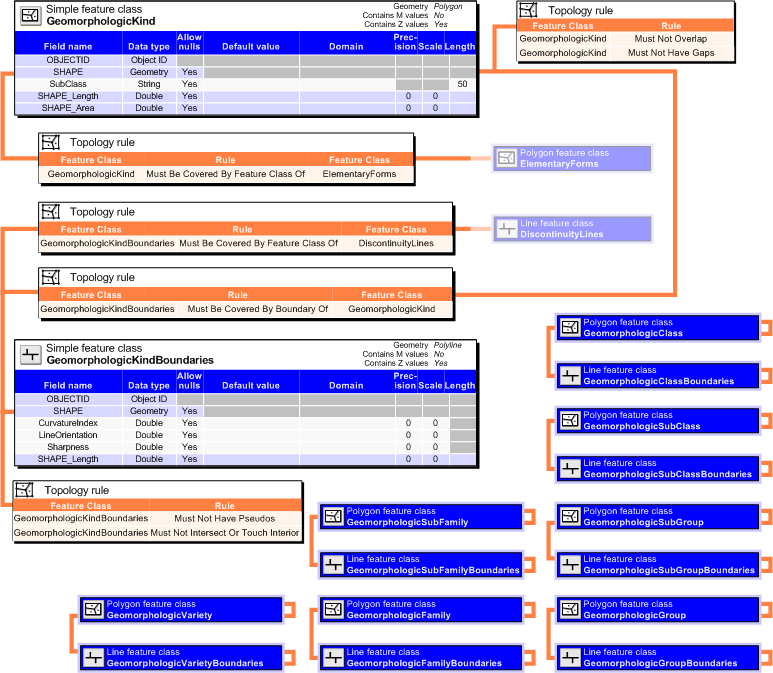 Simple feature class
GeomorphologicKind
Geometry Polygon
Contains M values No
Contains Z values Yes
Field name Data type Allow nulls Default value Domain Prec-ision Scale Length
OBJECTID Object ID
SHAPE Geometry Yes
SubClass String Yes 50
SHAPE_Length Double Yes 0 0
SHAPE_Area Double Yes 0 0
Topology rule
Feature Class Rule
GeomorphologicKind Must Not Overlap
GeomorphologicKind Must Not Have Gaps
Topology rule
Feature Class Rule Feature Class
GeomorphologicKind Must Be Covered By Feature Class Of ElementaryForms
Polygon feature class
ElementaryForms
Topology rule
Feature Class Rule Feature Class
GeomorphologicKindBoundaries Must Be Covered By Feature Class Of DiscontinuityLines
Line feature class
DiscontinuityLines
Topology rule
Feature Class Rule Feature Class
GeomorphologicKindBoundaries Must Be Covered By Boundary Of GeomorphologicKind
Simple feature class
GeomorphologicKindBoundaries
Geometry Polyline
Contains M values No
Contains Z values Yes
Field name Data type Allow nulls Default value Domain Prec-ision Scale Length
OBJECTID Object ID
SHAPE Geometry Yes
CurvatureIndex Double Yes 0 0
LineOrientation Double Yes 0 0
Sharpness Double Yes 0 0
SHAPE_Length Double Yes 0 0
Topology rule
Feature Class Rule
GeomorphologicKindBoundaries Must Not Have Pseudos
GeomorphologicKindBoundaries Must Not Intersect Or Touch Interior
Polygon feature class
GeomorphologicClass
Line feature class
GeomorphologicClassBoundaries
Polygon feature class
GeomorphologicSubClass
Line feature class
GeomorphologicSubClassBoundaries
Polygon feature class
GeomorphologicSubFamily
Line feature class
GeomorphologicSubFamilyBoundaries
Polygon feature class
GeomorphologicSubGroup
Line feature class
GeomorphologicSubGroupBoundaries
Polygon feature class
GeomorphologicVariety
Line feature class
GeomorphologicVarietyBoundaries
Polygon feature class
GeomorphologicFamily
Line feature class
GeomorphologicFamilyBoundaries
Polygon feature class
GeomorphologicGroup
Line feature class
GeomorphologicGroupBoundaries